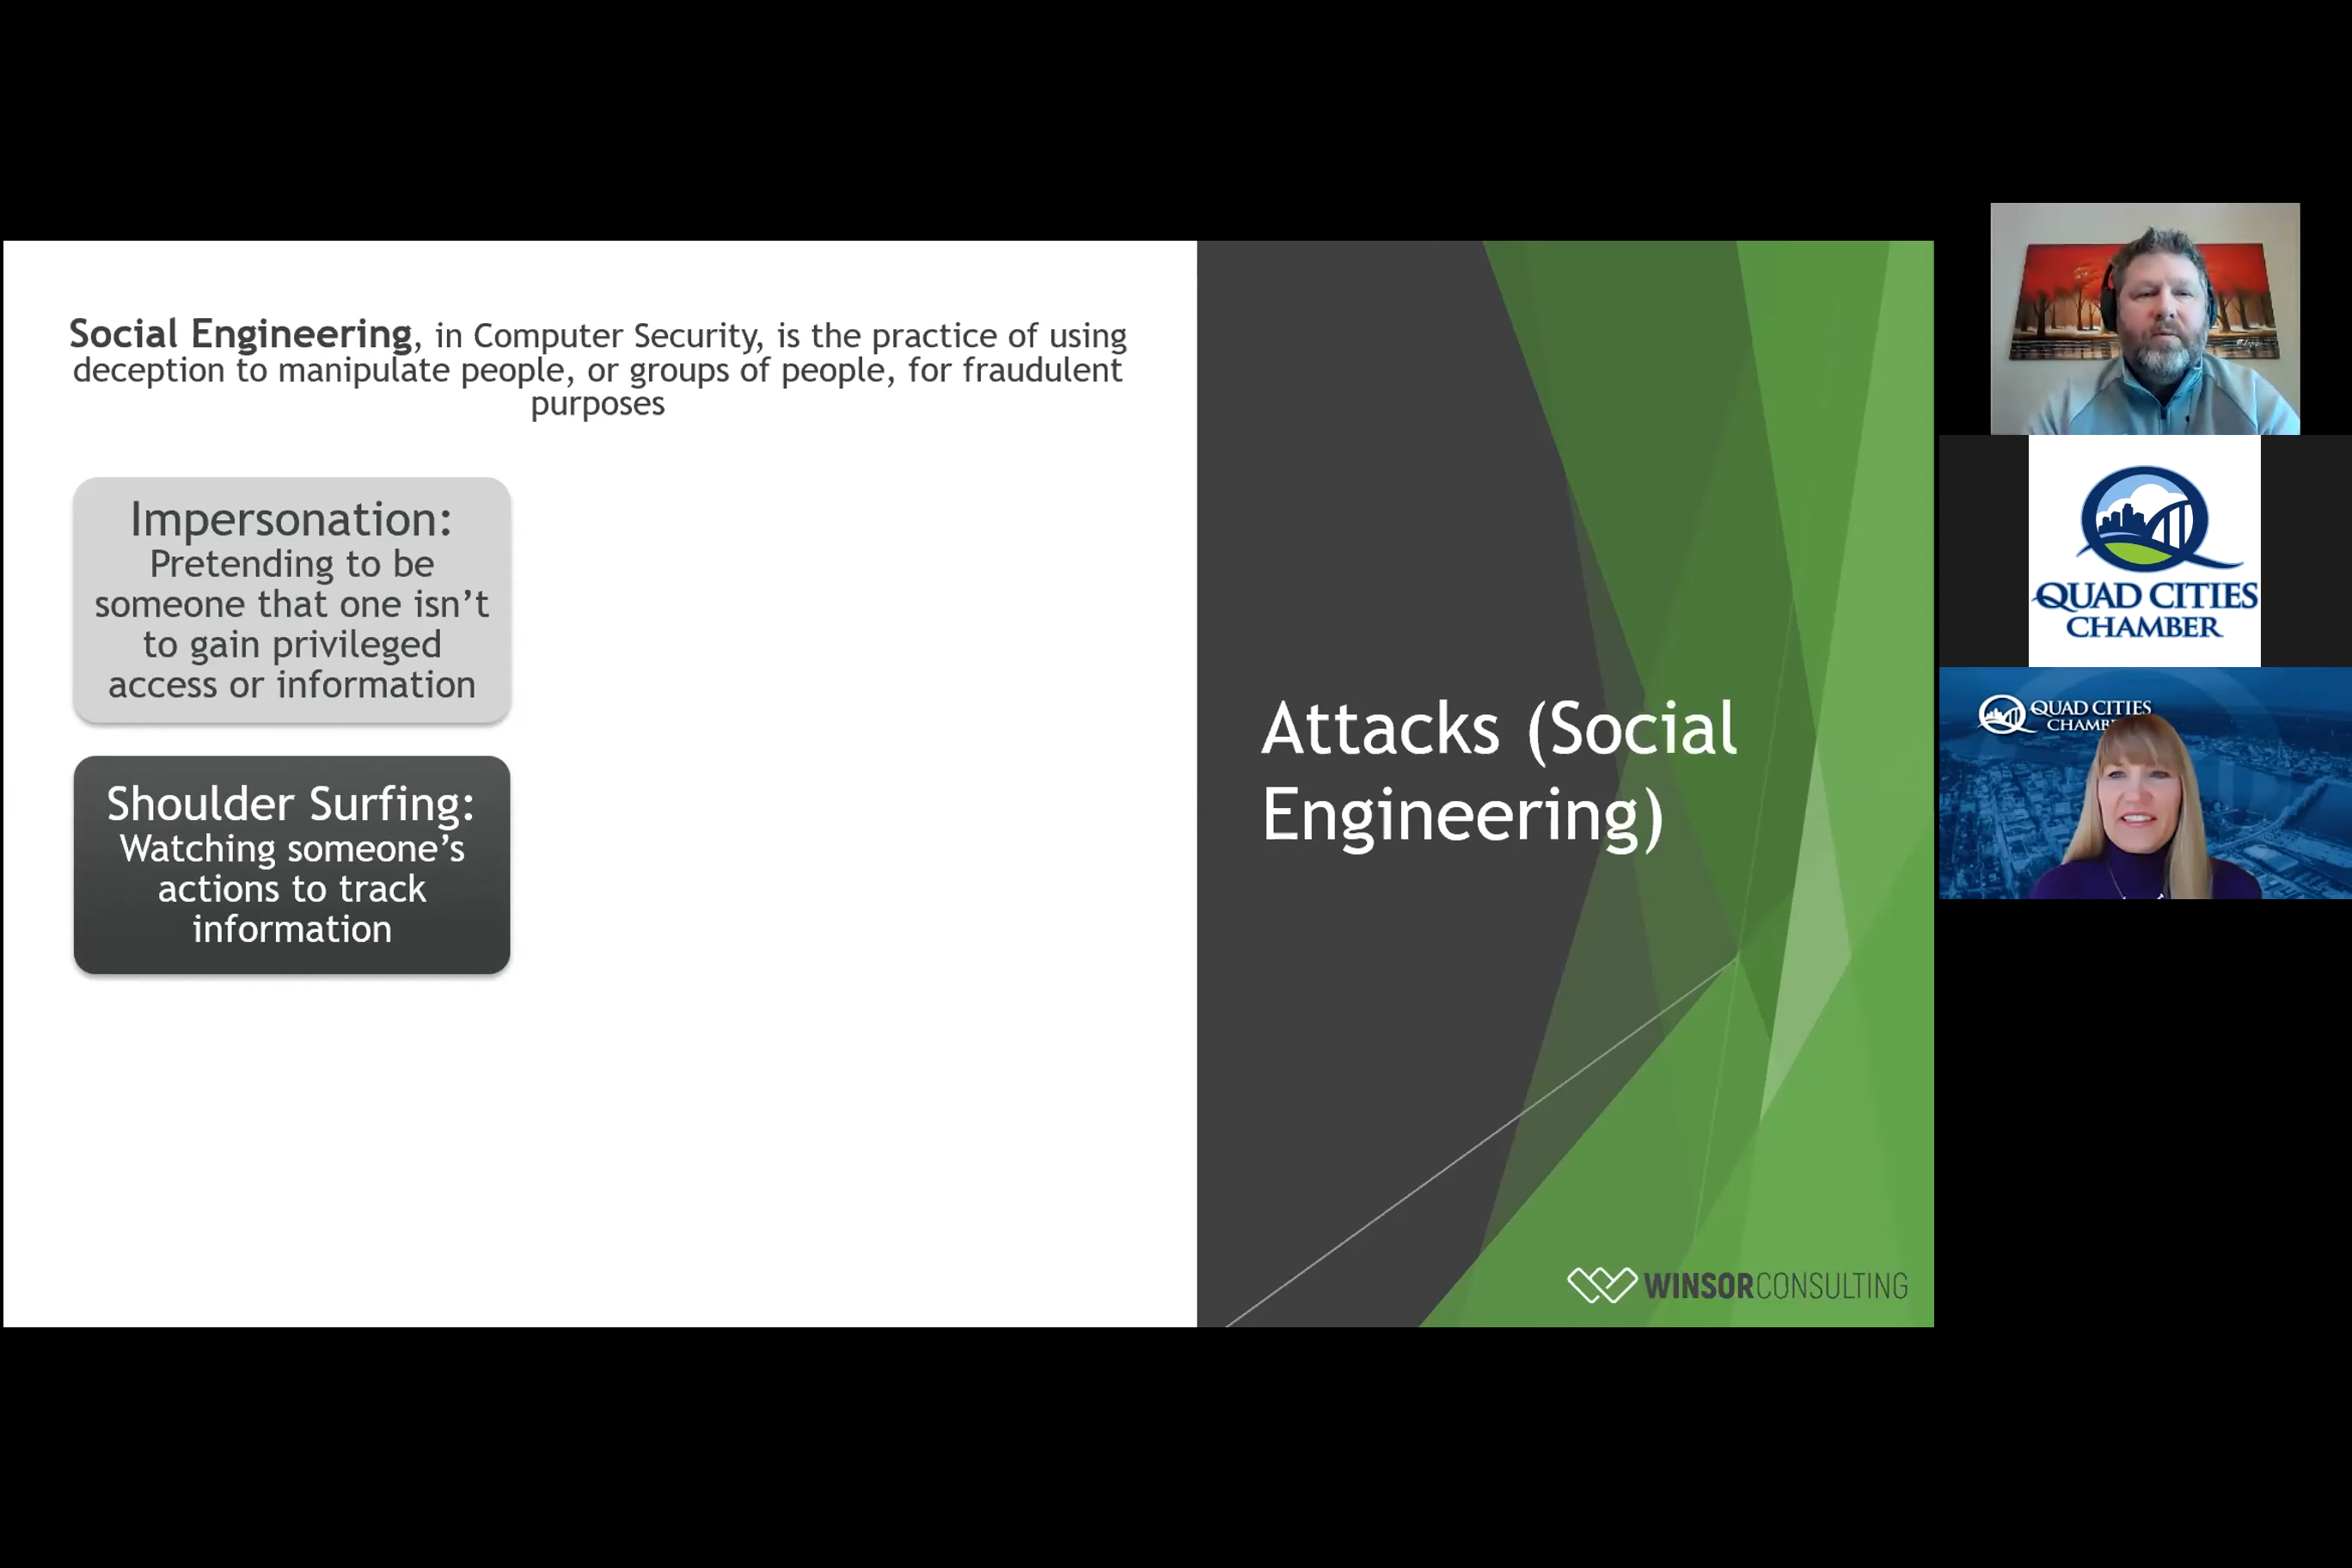 Social Engineering, in Computer Security, is the practice of using
deception to manipulate people, or groups of people, for fraudulent
purposes
Impersonation:
Pretending to be
someone that one isn’t
to gain privileged
access or information
Shoulder Surfing:
Watching someone’s
actions to track
information
Attacks (Social
Engineering)
WINSORCONSULTING
QUAD CITIES
CHAMBER
QUAD CITIES